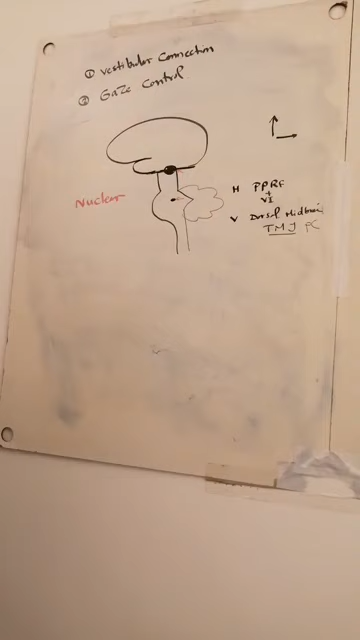 ① Vestibular Connection
② Gaze Control
Nuclear
H PPRF
+
VI
V Dorsal Midbrain
TMJ PC